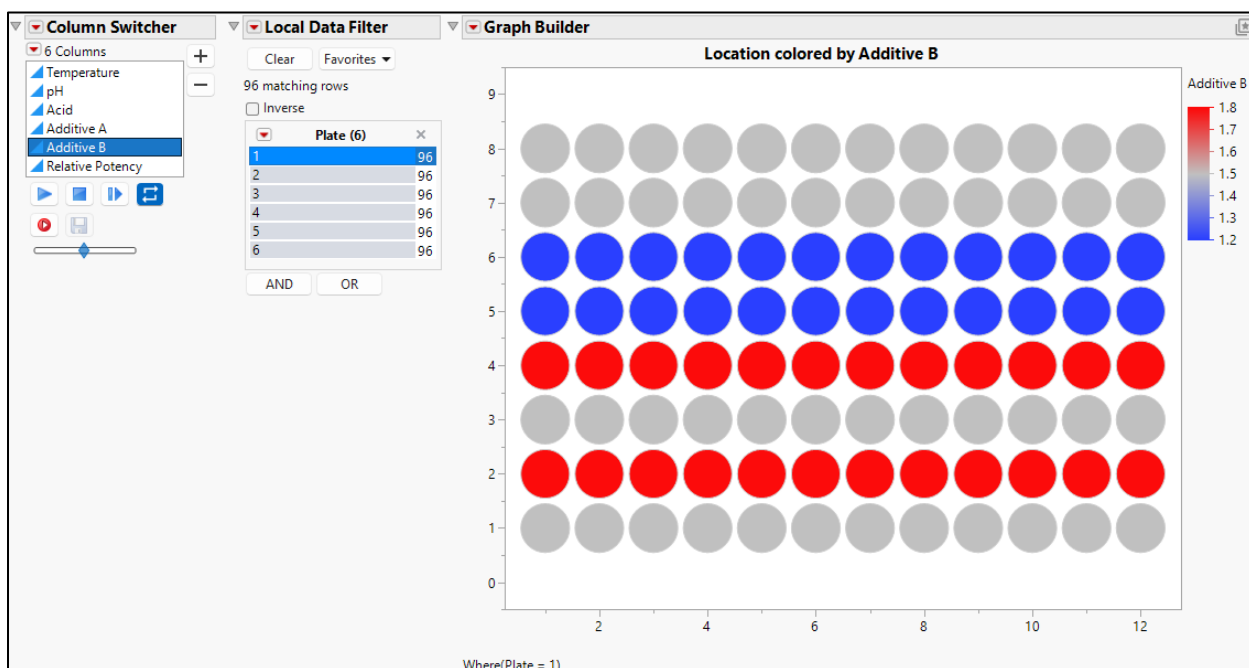 Column Switcher
6 Columns
Temperature
pH
Acid
Additive A
Additive B
Relative Potency
Local Data Filter
Clear
Favorites
96 matching rows
Inverse
Plate (6)
1 96
2 96
3 96
4 96
5 96
6 96
AND
OR
Graph Builder
Location colored by Additive B
9
8
7
6
5
4
3
2
1
0
2 4 6 8 10 12
Where(Plate = 1)
Additive B
1.8
1.7
1.6
1.5
1.4
1.3
1.2